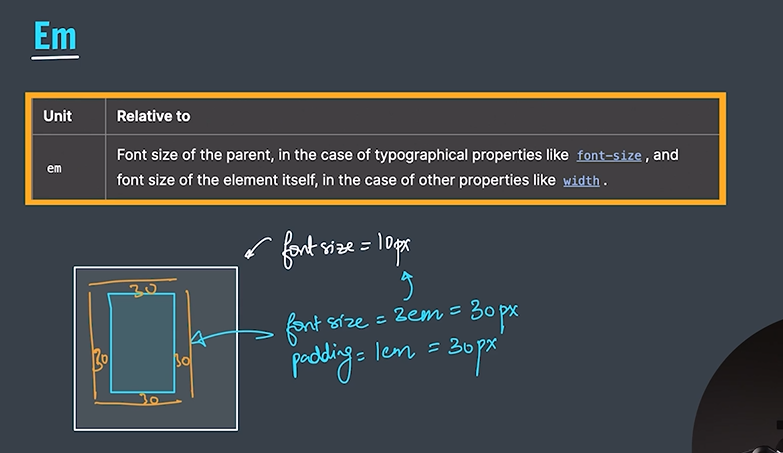 Em
Unit Relative to
em Font size of the parent, in the case of typographical properties like font-size, and
font size of the element itself, in the case of other properties like width.
font size = 10px
font size = 3em = 30px
padding = 1em = 30px
30
30 30
30